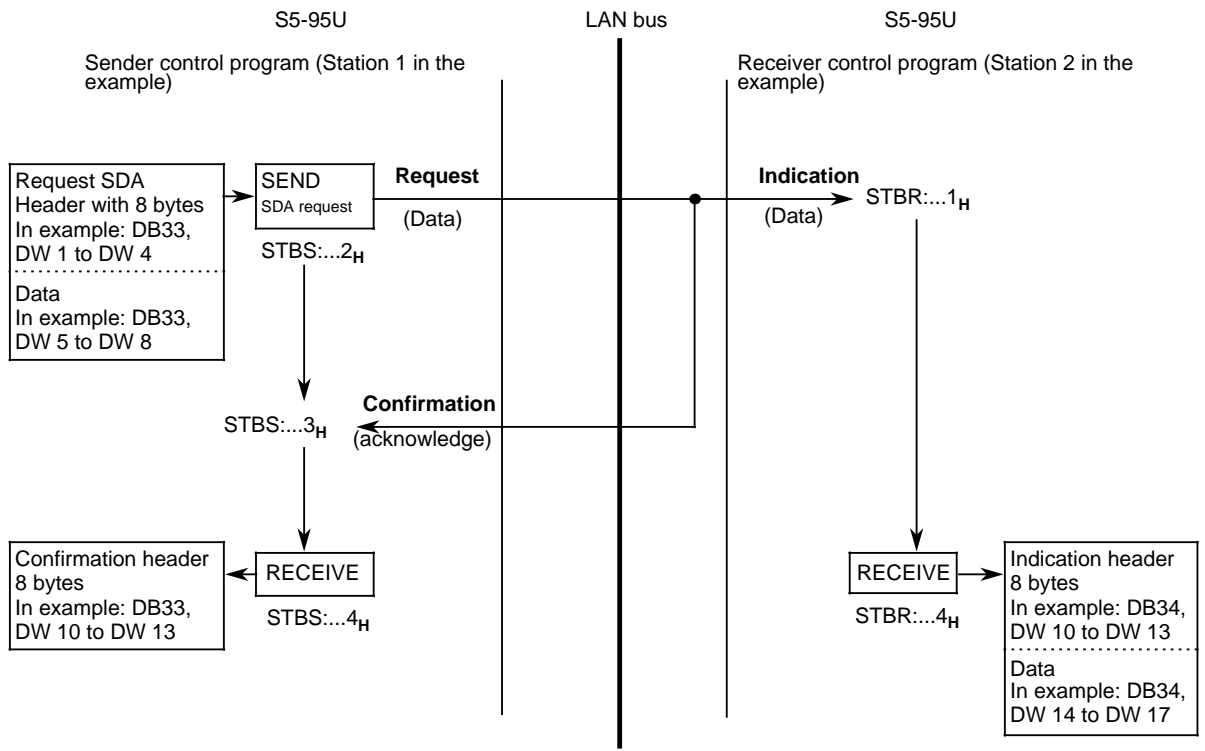 S5-95U
LAN bus
S5-95U
Sender control program (Station 1 in the
example)
Receiver control program (Station 2 in the
example)
Request SDA
Header with 8 bytes
In example: DB33,
DW 1 to DW 4
Data
In example: DB33,
DW 5 to DW 8
SEND
SDA request
STBS:...2H
Request
(Data)
Indication
(Data)
STBR:...1H
STBS:...3H
Confirmation
(acknowledge)
Confirmation header
8 bytes
In example: DB33,
DW 10 to DW 13
RECEIVE
STBS:...4H
RECEIVE
STBR:...4H
Indication header
8 bytes
In example: DB34,
DW 10 to DW 13
Data
In example: DB34,
DW 14 to DW 17